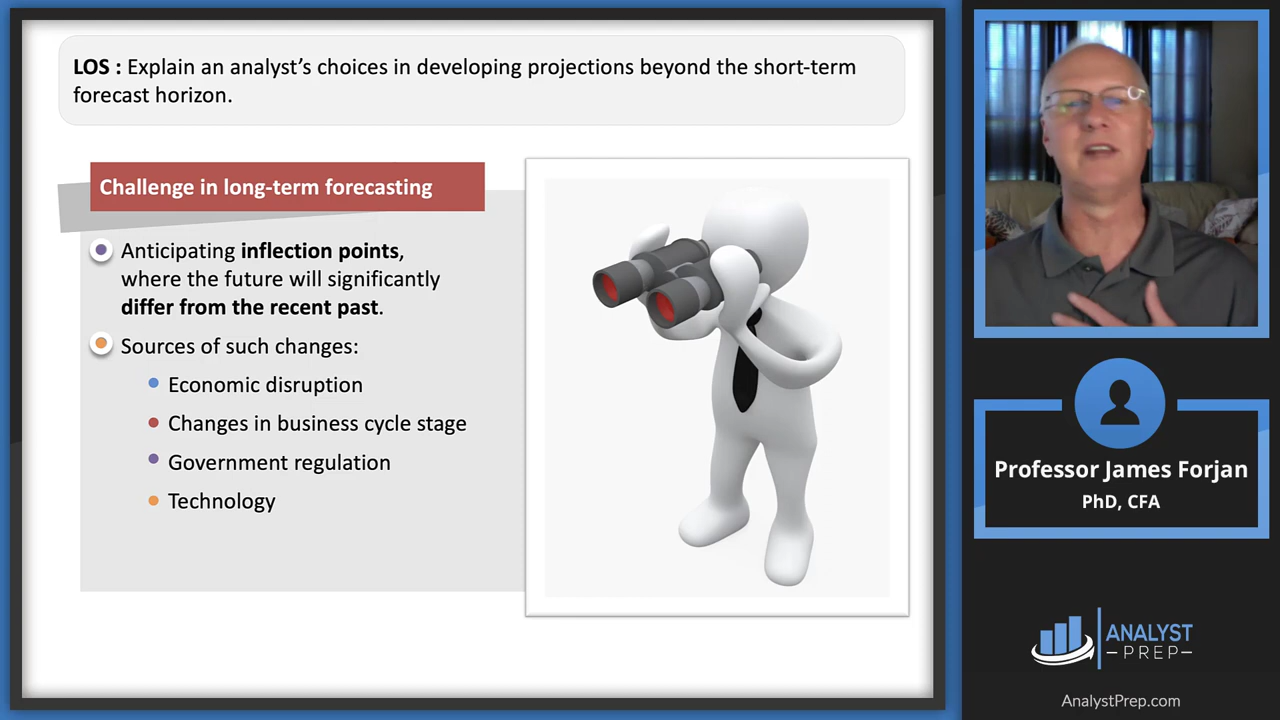 LOS : Explain an analyst’s choices in developing projections beyond the short-term
forecast horizon.
Challenge in long-term forecasting
Anticipating inflection points,
where the future will significantly
differ from the recent past.
Sources of such changes:
Economic disruption
Changes in business cycle stage
Government regulation
Technology
Professor James Forjan
PhD, CFA
ANALYST
PREP
AnalystPrep.com